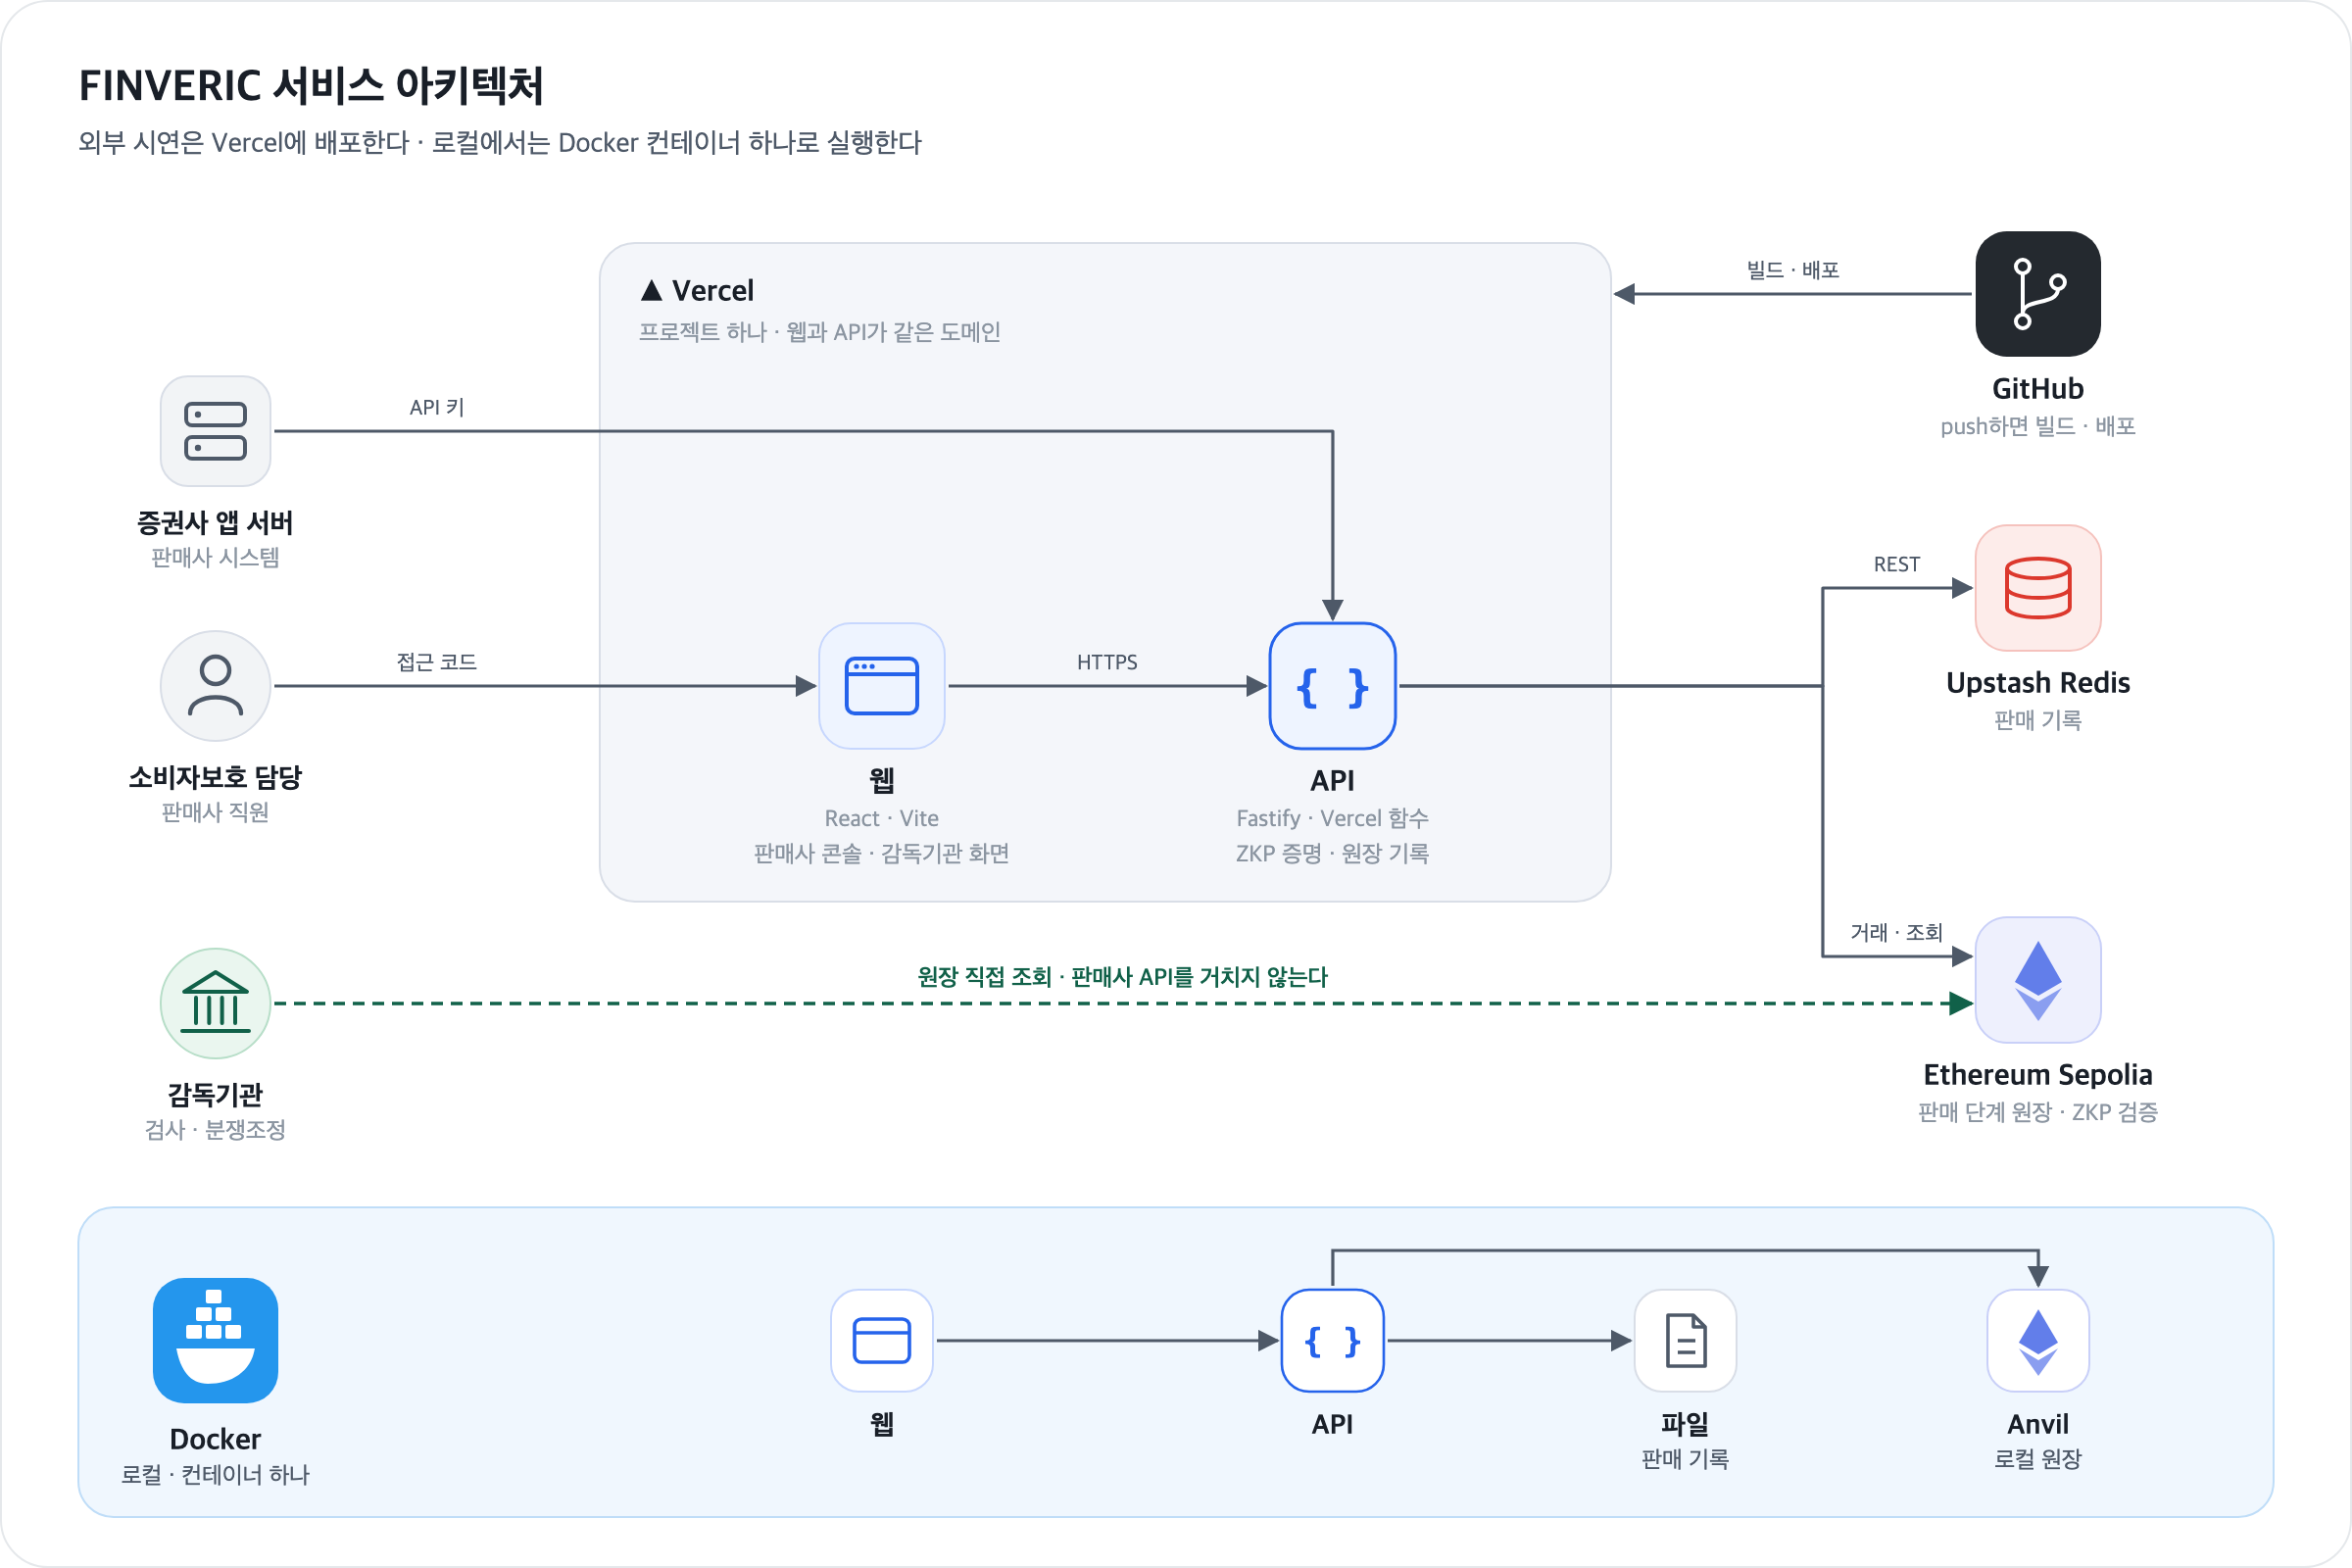 FINVERIC 서비스 아키텍처
외부 시연은 Vercel에 배포한다 · 로컬에서는 Docker 컨테이너 하나로 실행한다
Vercel
프로젝트 하나 · 웹과 API가 같은 도메인
빌드 · 배포
GitHub
push하면 빌드 · 배포
API 키
증권사 앱 서버
판매사 시스템
REST
Upstash Redis
판매 기록
접근 코드
HTTPS
{ }
소비자보호 담당
판매사 직원
웹
React · Vite
판매사 콘솔 · 감독기관 화면
API
Fastify · Vercel 함수
ZKP 증명 · 원장 기록
거래 · 조회
원장 직접 조회 · 판매사 API를 거치지 않는다
감독기관
검사 · 분쟁조정
Ethereum Sepolia
판매 단계 원장 · ZKP 검증
Docker
로컬 · 컨테이너 하나
웹
{ }
API
파일
판매 기록
Anvil
로컬 원장